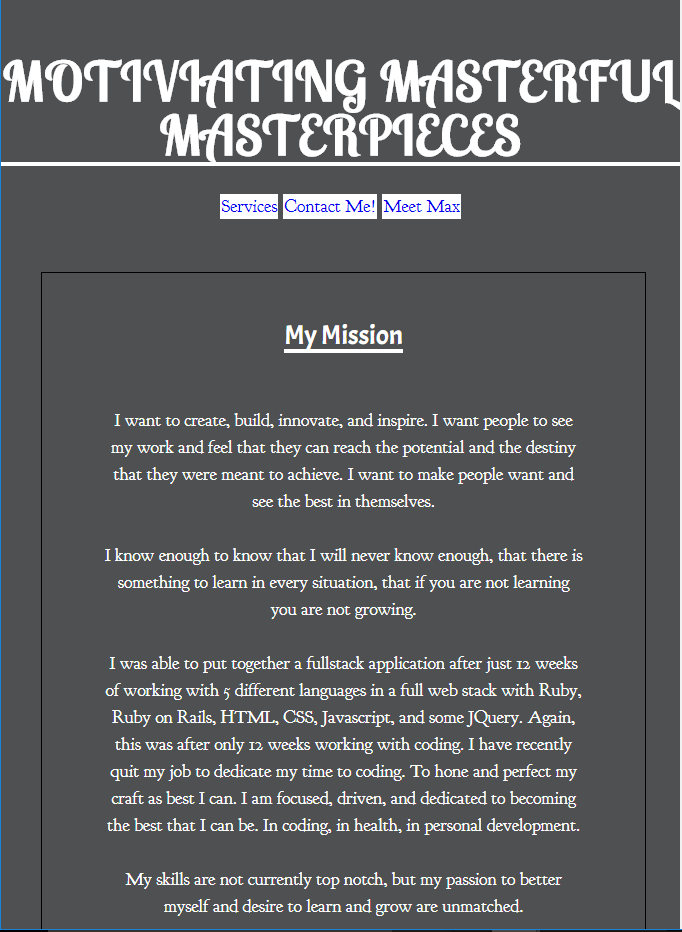 MOTIVIATING MASTERFUL
MASTERPIECES
Services Contact Me! Meet Max
My Mission
I want to create, build, innovate, and inspire. I want people to see
my work and feel that they can reach the potential and the destiny
that they were meant to achieve. I want to make people want and
see the best in themselves.
I know enough to know that I will never know enough, that there is
something to learn in every situation, that if you are not learning
you are not growing.
I was able to put together a fullstack application after just 12 weeks
of working with 5 different languages in a full web stack with Ruby,
Ruby on Rails, HTML, CSS, Javascript, and some JQuery. Again,
this was after only 12 weeks working with coding. I have recently
quit my job to dedicate my time to coding. To hone and perfect my
craft as best I can. I am focused, driven, and dedicated to becoming
the best that I can be. In coding, in health, in personal development.
My skills are not currently top notch, but my passion to better
myself and desire to learn and grow are unmatched.